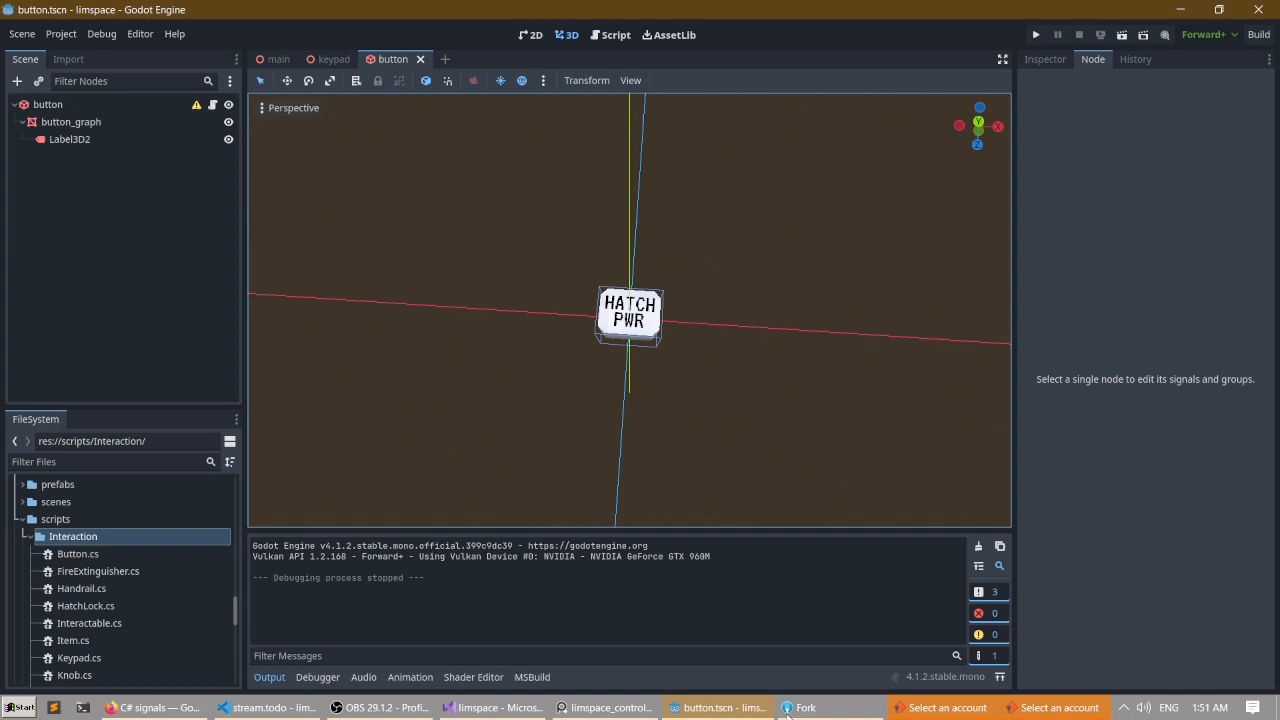 button.tscn - limspace - Godot Engine
Scene Project Debug Editor Help
2D 3D Script AssetLib
Forward+ Build
Scene Import
main keypad button
Inspector Node History
Filter Nodes
Transform View
button
button_graph
Label3D2
Perspective
Y
X
Z
HATCH
PWR
Select a single node to edit its signals and groups.
FileSystem
res://scripts/Interaction/
Filter Files
prefabs
scenes
scripts
Interaction
Button.cs
FireExtinguisher.cs
Handrail.cs
HatchLock.cs
Interactable.cs
Item.cs
Keypad.cs
Knob.cs
Godot Engine v4.1.2.stable.mono.official.399c9dc39 - https://godotengine.org
Vulkan API 1.2.168 - Forward+ - Using Vulkan Device #0: NVIDIA - NVIDIA GeForce GTX 960M
--- Debugging process stopped ---
3
0
0
1
Filter Messages
Output Debugger Audio Animation Shader Editor MSBuild
4.1.2.stable.mono
Start C# signals — Go... stream.todo - lim... OBS 29.1.2 - Profi... limspace - Micros... limspace_control... button.tscn - lims... Fork Select an account Select an account ENG 1:51 AM